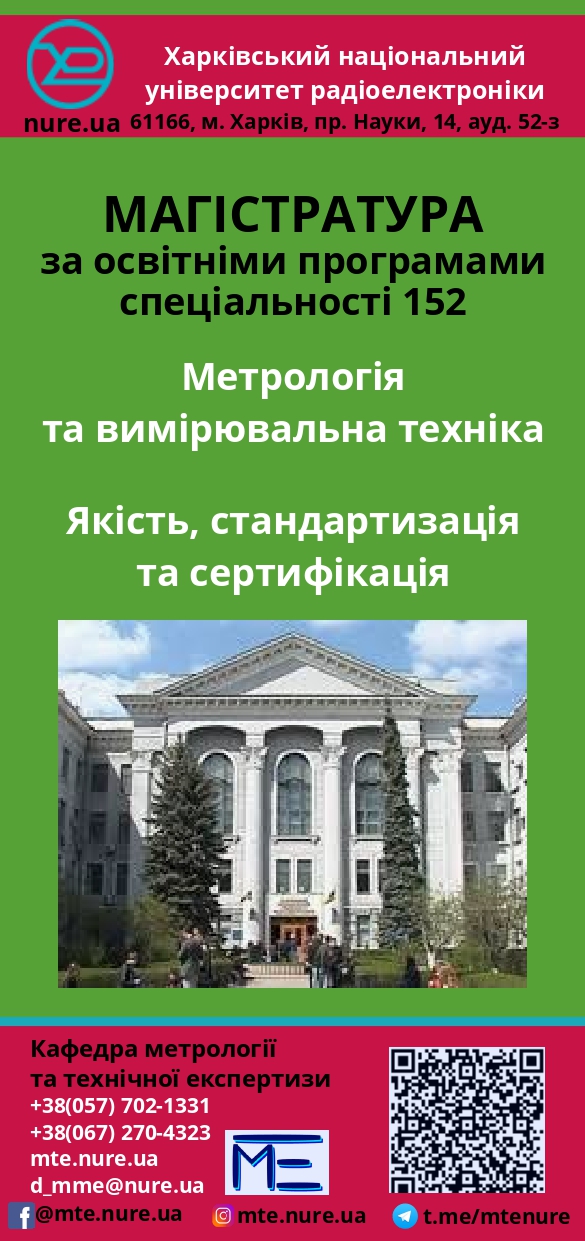 Харківський національний
університет радіоелектроніки
nure.ua 61166, м. Харків, пр. Науки, 14, ауд. 52-з
МАГІСТРАТУРА
за освітніми програмами
спеціальності 152
Метрологія
та вимірювальна техніка
Якість, стандартизація
та сертифікація
Кафедра метрології
та технічної експертизи
+38(057) 702-1331
+38(067) 270-4323
mte.nure.ua
d_mme@nure.ua
МЕ
@mte.nure.ua mte.nure.ua t.me/mtenure